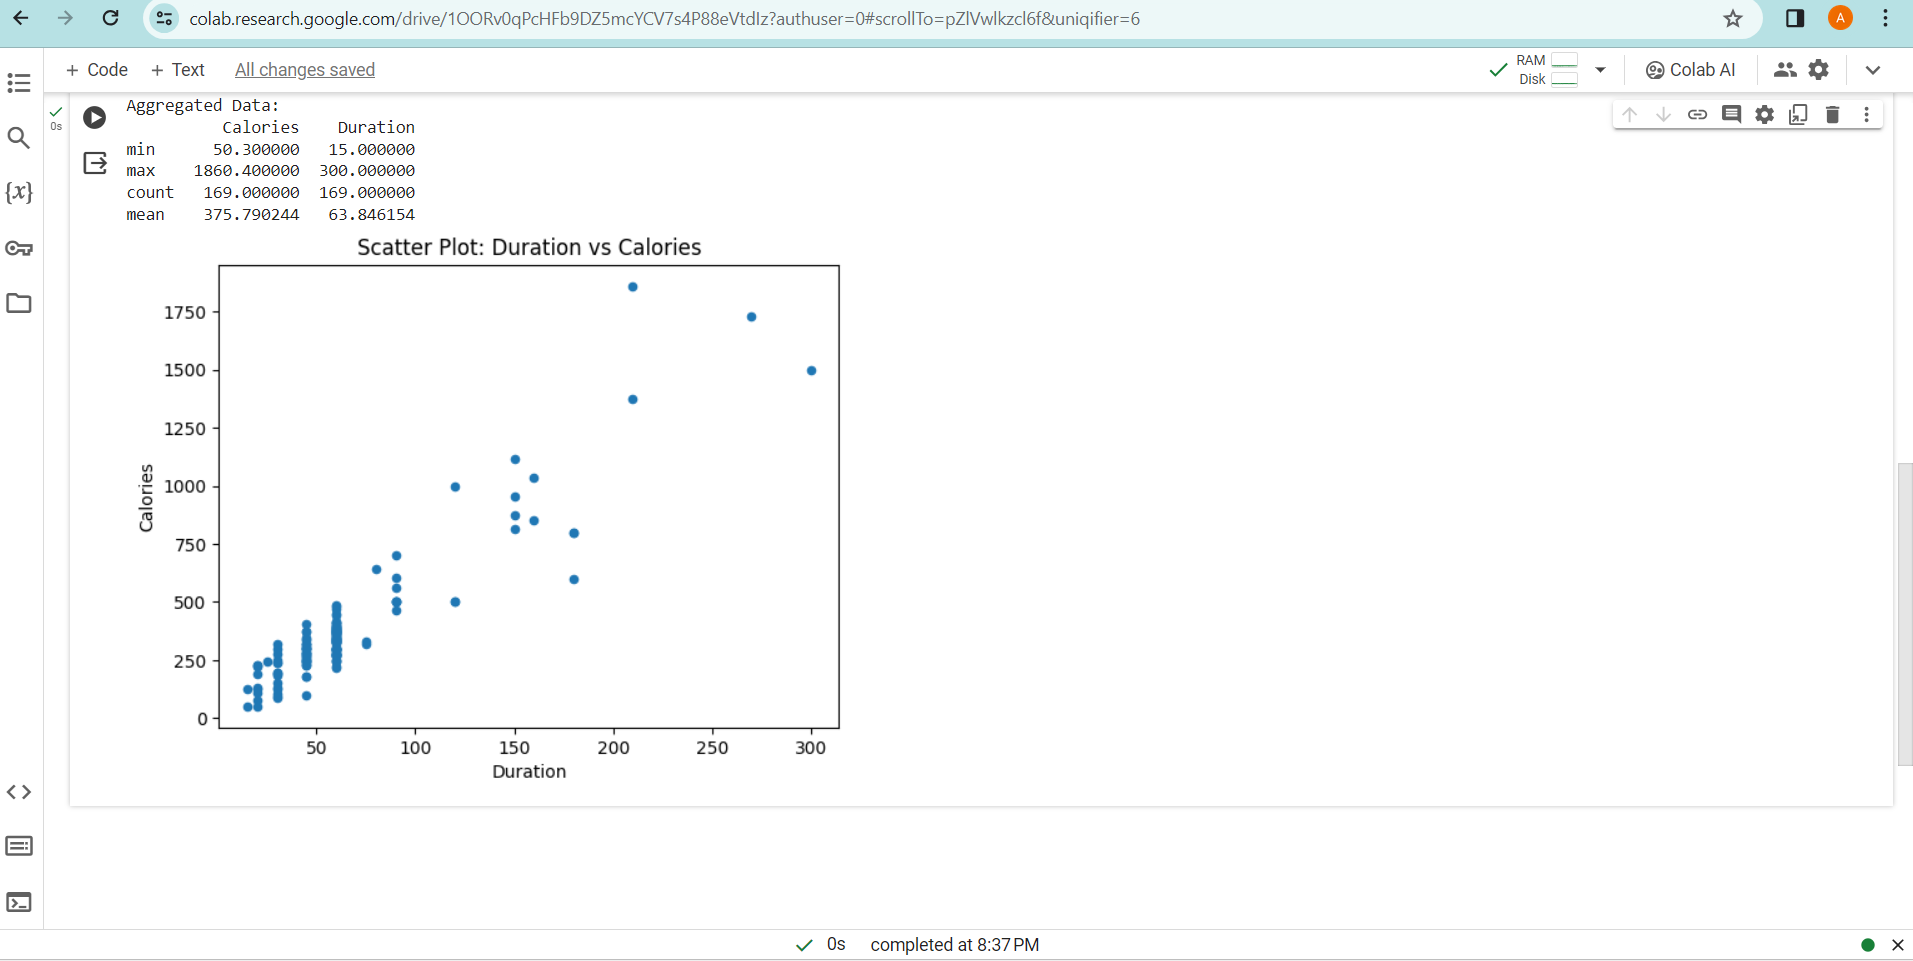 colab.research.google.com/drive/1OORv0qPcHFb9DZ5mcYCV7s4P88eVtdIz?authuser=0#scrollTo=pZlVwlkzcl6f&uniqifier=6
A
+ Code + Text All changes saved
RAM
Disk
Colab AI
{x}
0s
Aggregated Data:
Calories Duration
min 50.300000 15.000000
max 1860.400000 300.000000
count 169.000000 169.000000
mean 375.790244 63.846154
Scatter Plot: Duration vs Calories
1750
1500
1250
1000
750
500
250
0
Calories
50 100 150 200 250 300
Duration
0s completed at 8:37 PM